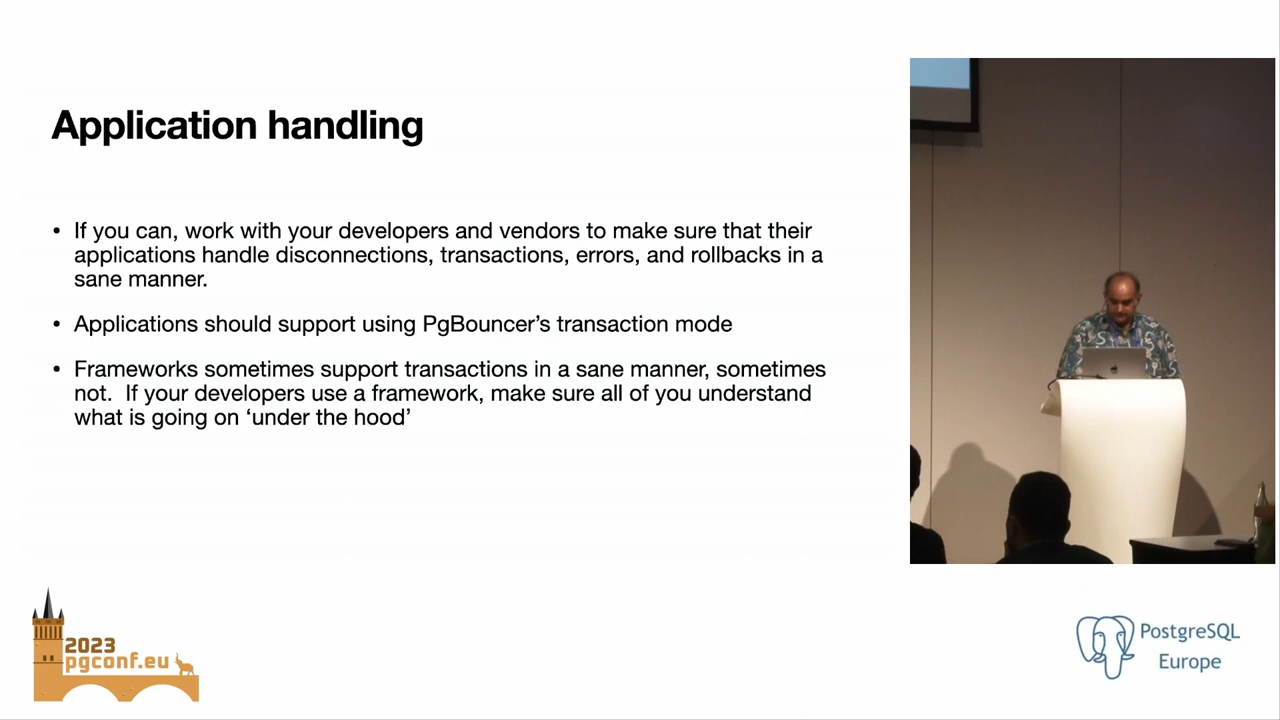 Application handling
• If you can, work with your developers and vendors to make sure that their
applications handle disconnections, transactions, errors, and rollbacks in a
sane manner.
• Applications should support using PgBouncer’s transaction mode
• Frameworks sometimes support transactions in a sane manner, sometimes
not.  If your developers use a framework, make sure all of you understand
what is going on ‘under the hood’
2023
pgconf.eu
PostgreSQL
Europe